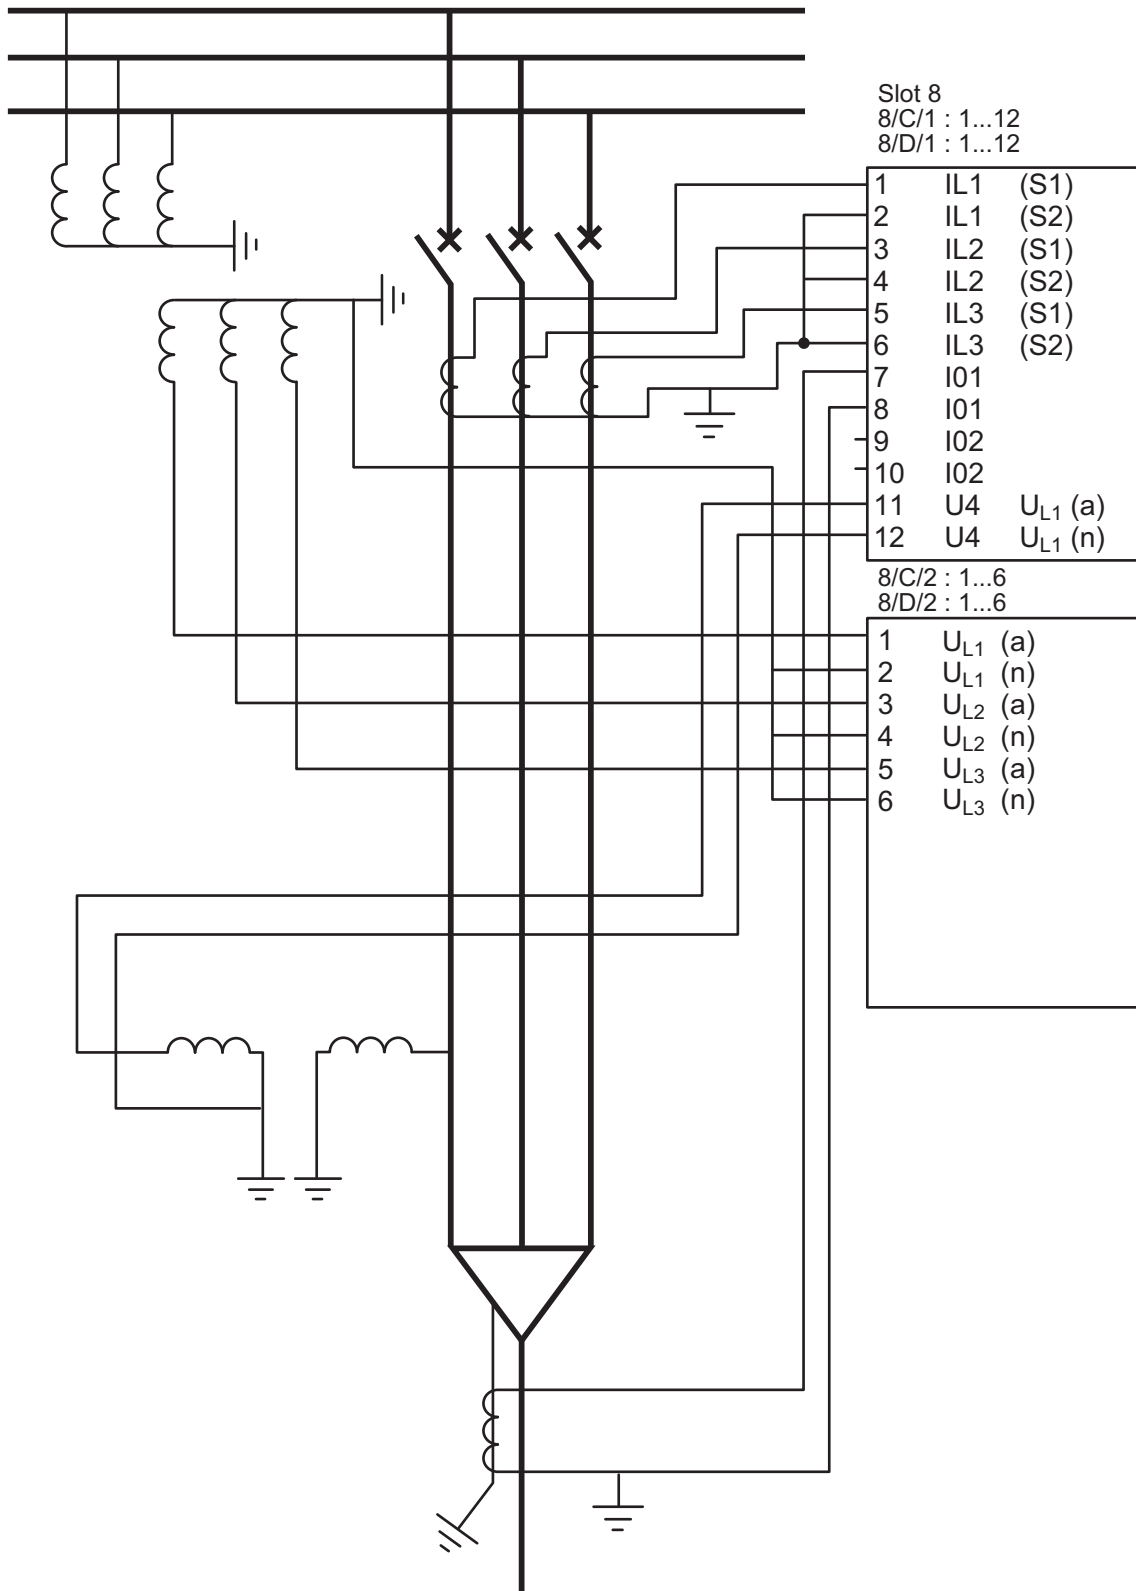 Slot 8
8/C/1 : 1...12
8/D/1 : 1...12
1 IL1 (S1)
2 IL1 (S2)
3 IL2 (S1)
4 IL2 (S2)
5 IL3 (S1)
6 IL3 (S2)
7 I01
8 I01
9 I02
10 I02
11 U4 UL1 (a)
12 U4 UL1 (n)
8/C/2 : 1...6
8/D/2 : 1...6
1 UL1 (a)
2 UL1 (n)
3 UL2 (a)
4 UL2 (n)
5 UL3 (a)
6 UL3 (n)